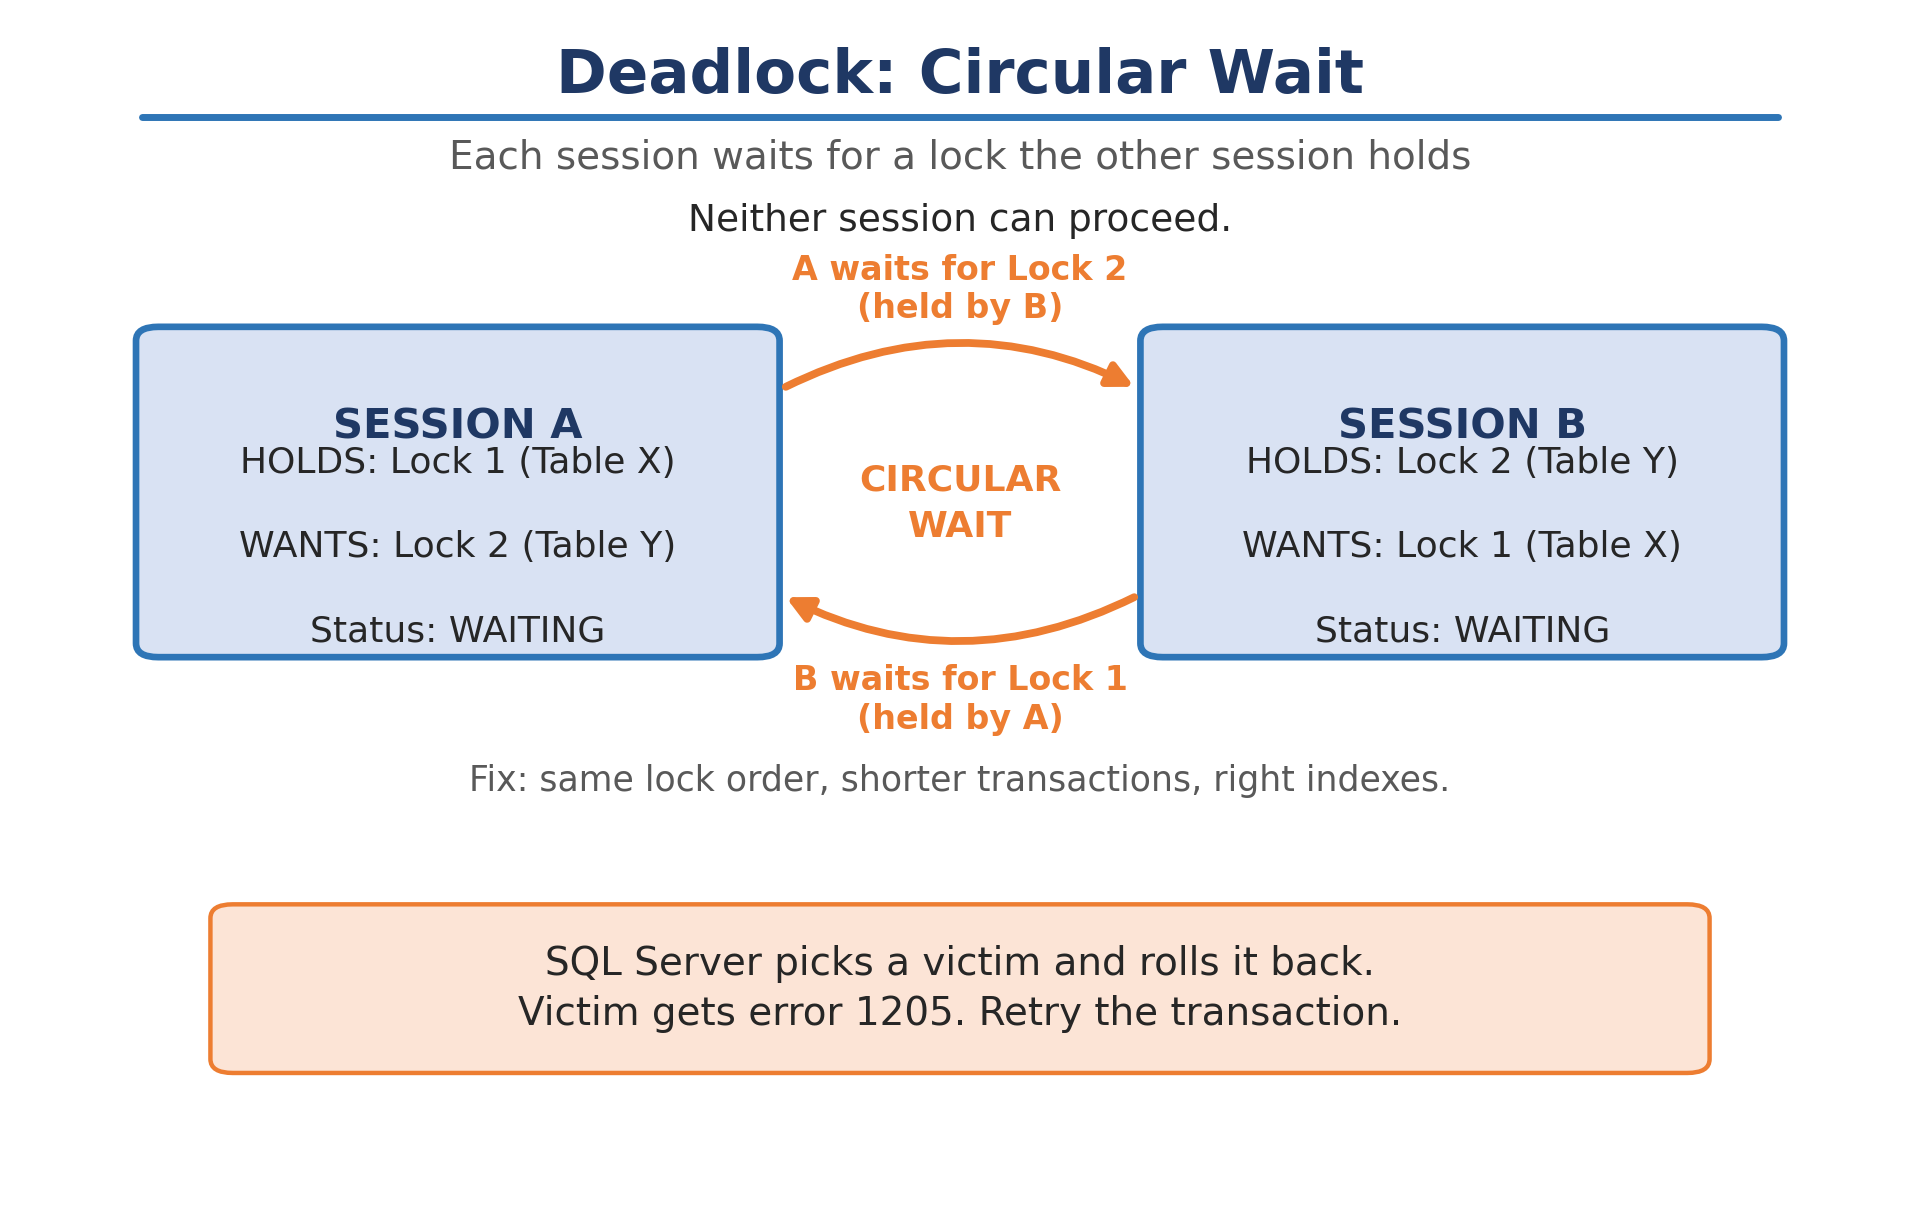 Deadlock: Circular Wait
Each session waits for a lock the other session holds
Neither session can proceed.
A waits for Lock 2
(held by B)
SESSION A
HOLDS: Lock 1 (Table X)
WANTS: Lock 2 (Table Y)
Status: WAITING
CIRCULAR
WAIT
SESSION B
HOLDS: Lock 2 (Table Y)
WANTS: Lock 1 (Table X)
Status: WAITING
B waits for Lock 1
(held by A)
Fix: same lock order, shorter transactions, right indexes.
SQL Server picks a victim and rolls it back.
Victim gets error 1205. Retry the transaction.